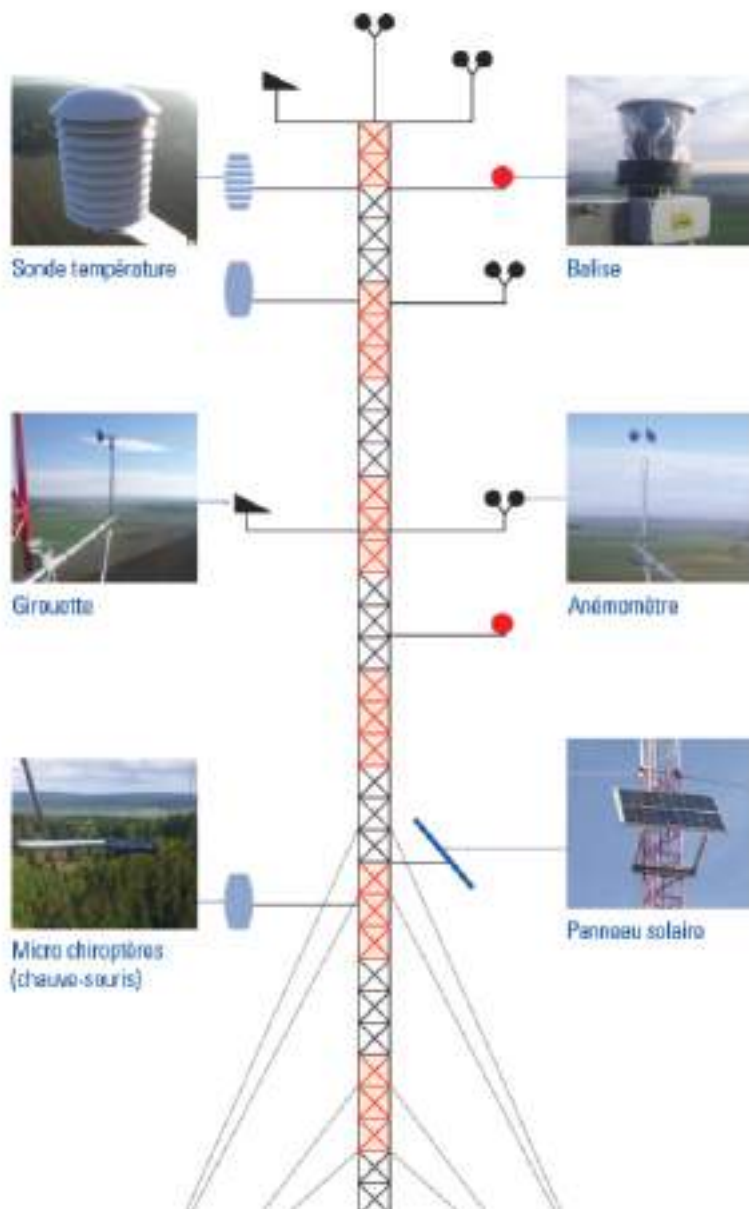 Sonde température
Balise
Girouette
Anémomètre
Micro chiroptères
(chauve-souris)
Panneau solaire